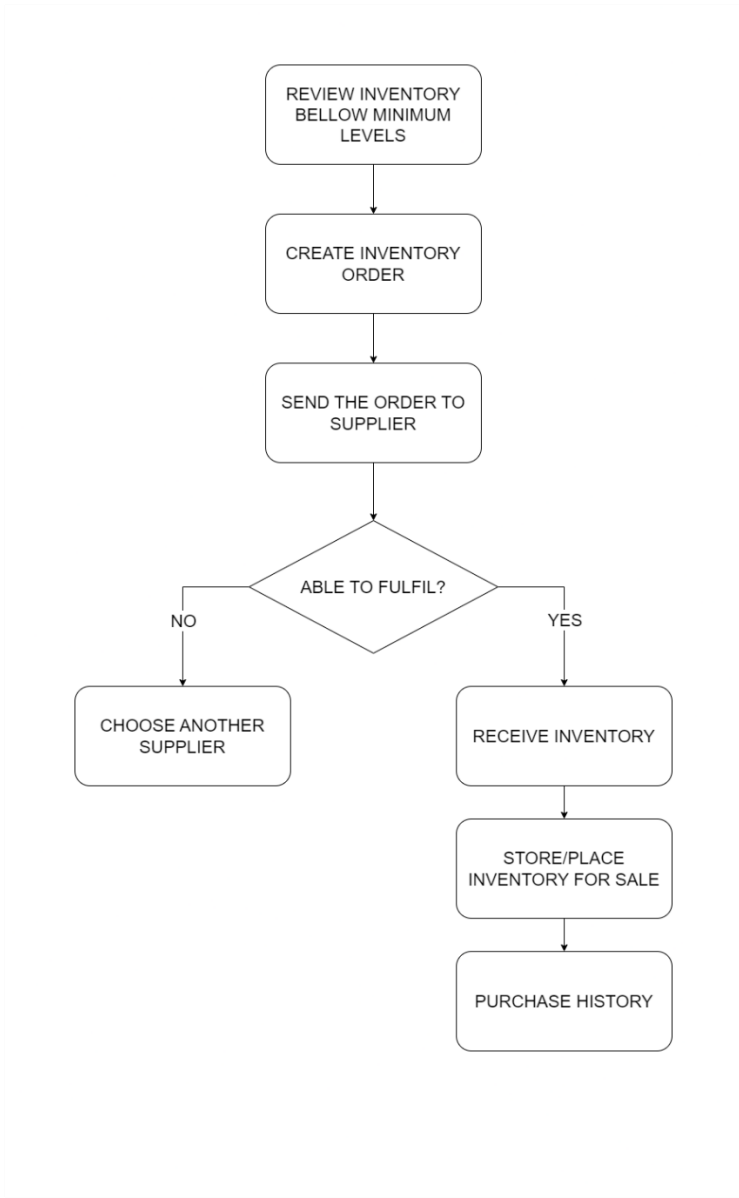 REVIEW INVENTORY
BELLOW MINIMUM
LEVELS
CREATE INVENTORY
ORDER
SEND THE ORDER TO
SUPPLIER
ABLE TO FULFIL?
NO
YES
CHOOSE ANOTHER
SUPPLIER
RECEIVE INVENTORY
STORE/PLACE
INVENTORY FOR SALE
PURCHASE HISTORY